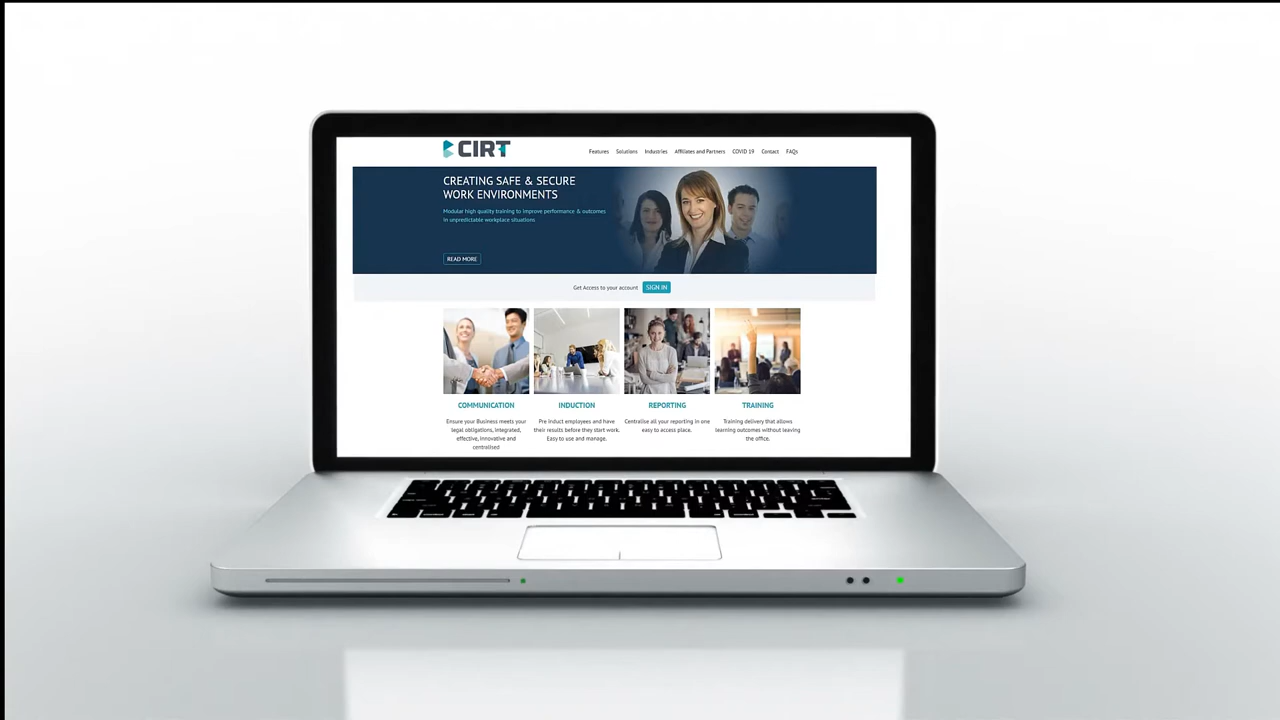 CIRT
Features Solutions Industries Affiliates and Partners COVID 19 Contact FAQs
CREATING SAFE & SECURE
WORK ENVIRONMENTS
Modular high quality training to improve performance & outcomes
in unpredictable workplace situations
READ MORE
Get Access to your account SIGN IN
COMMUNICATION
Ensure your Business meets your
legal obligations, integrated,
effective, innovative and
centralised
INDUCTION
Pre induct employees and have
their results before they start work.
Easy to use and manage.
REPORTING
Centralise all your reporting in one
easy to access place.
TRAINING
Training delivery that allows
learning outcomes without leaving
the office.